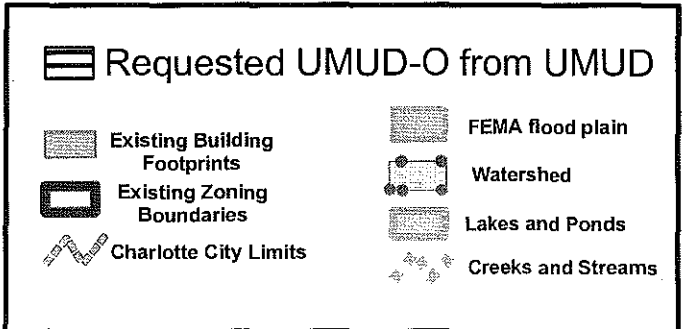 Requested UMUD-O from UMUD
Existing Building
Footprints
Existing Zoning
Boundaries
Charlotte City Limits
FEMA flood plain
Watershed
Lakes and Ponds
Creeks and Streams